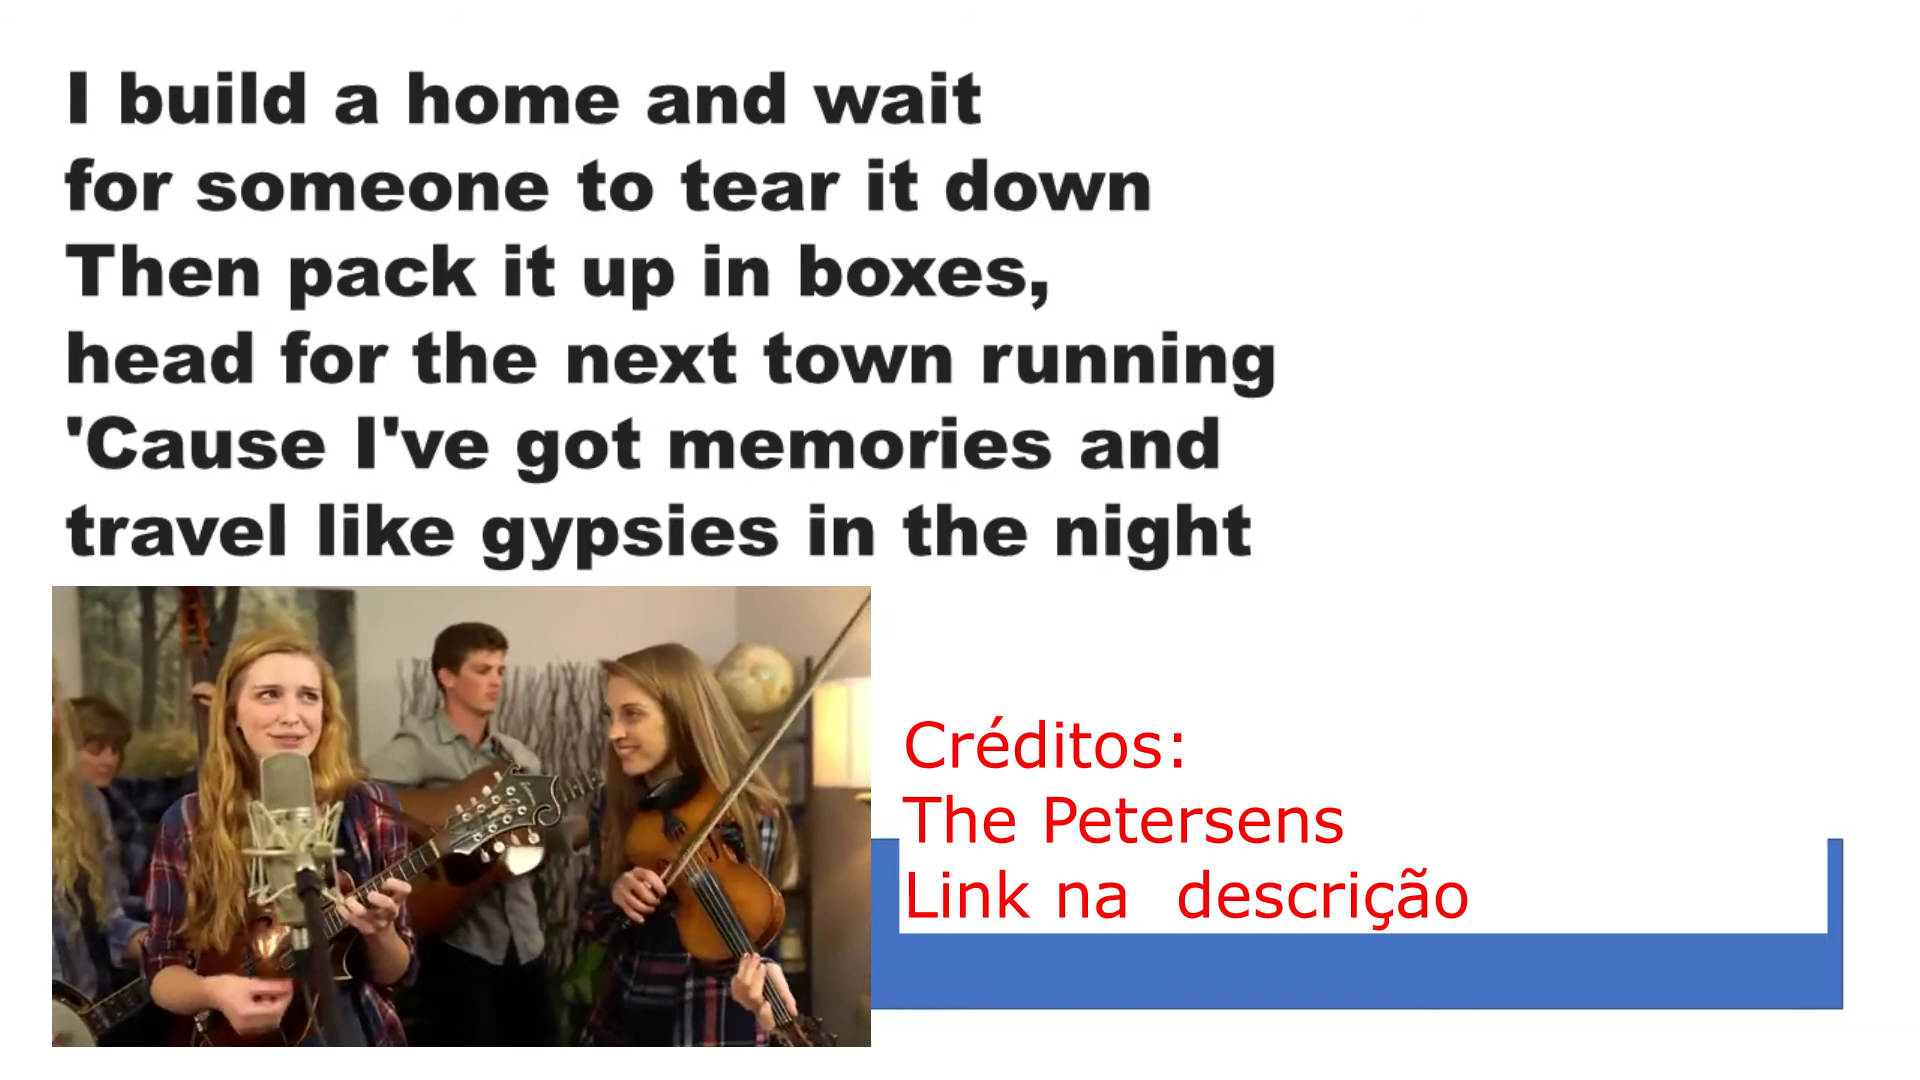 I build a home and wait
for someone to tear it down
Then pack it up in boxes,
head for the next town running
'Cause I've got memories and
travel like gypsies in the night
Créditos:
The Petersens
Link na  descrição